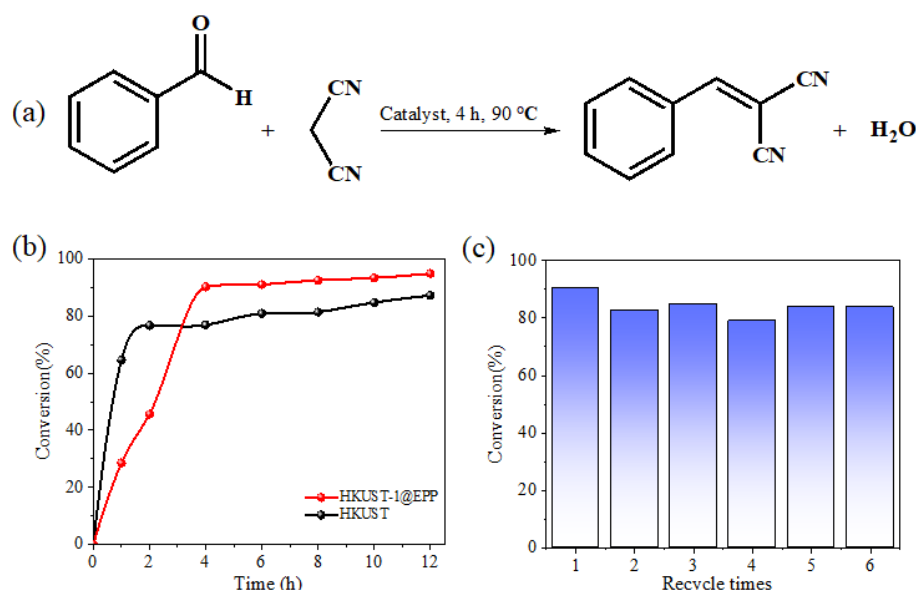 (a)
O
H
+
CN
CN
Catalyst, 4 h, 90 °C
CN
CN
+
H₂O
(b)
100
80
60
40
20
0
Conversion(%)
HKUST-1@EPP
HKUST
0 2 4 6 8 10 12
Time (h)
(c)
100
80
60
40
20
0
Conversion(%)
1 2 3 4 5 6
Recycle times